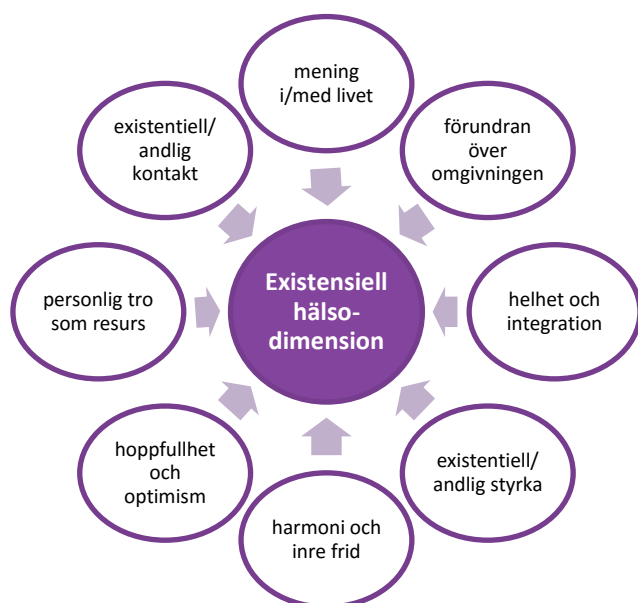 mening
i/med livet
förundran
över
omgivningen
helhet och
integration
existentiell/
andlig styrka
harmoni och
inre frid
hoppfullhet
och
optimism
personlig tro
som resurs
existentiell/
andlig
kontakt
Existensiell
hälso-
dimension